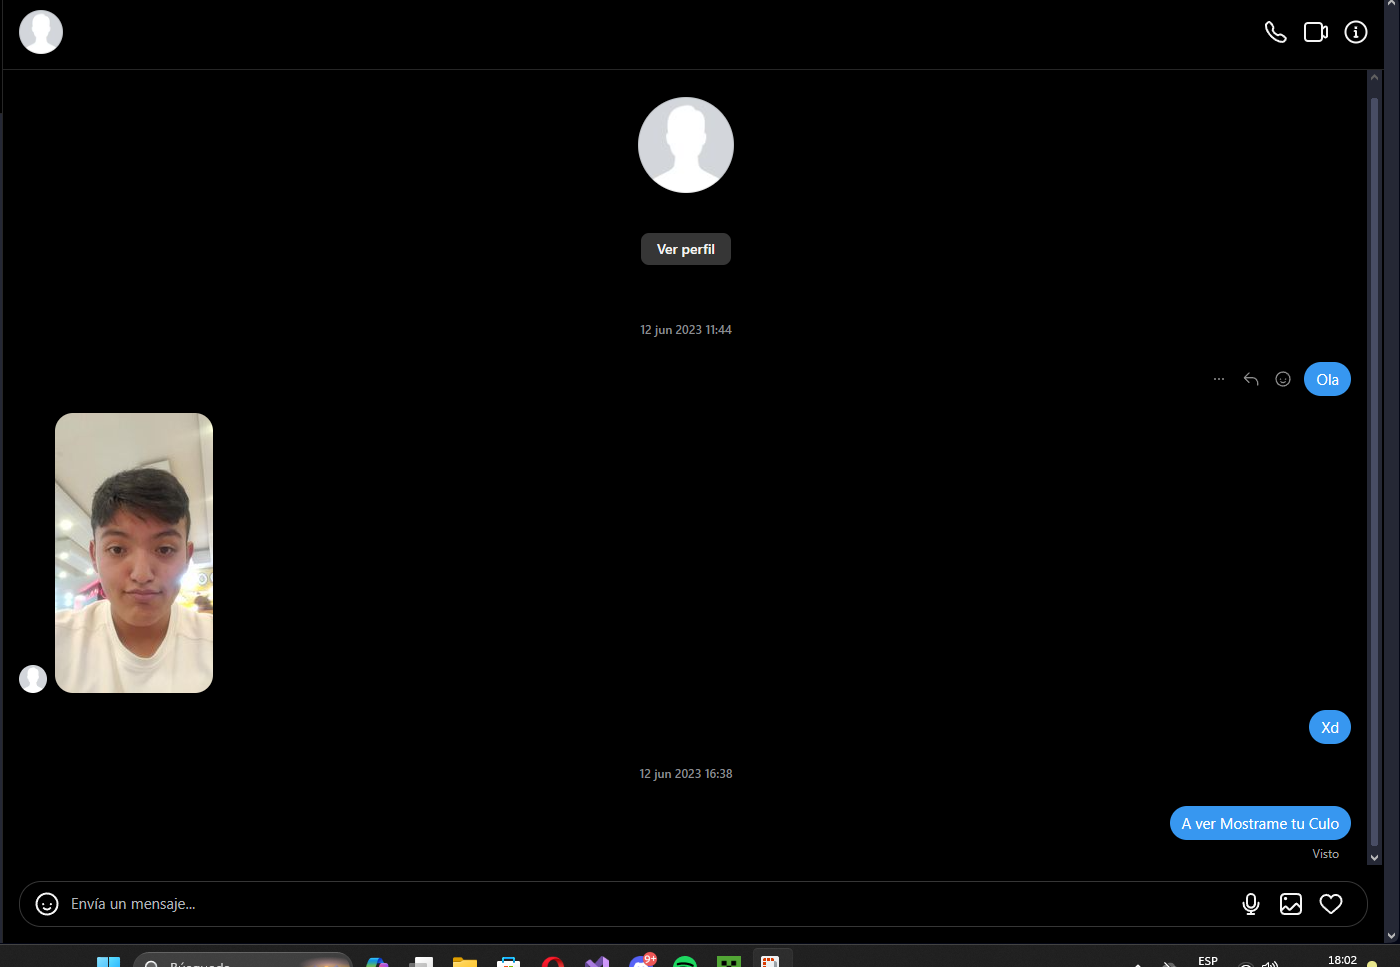 Ver perfil
12 jun 2023 11:44
Ola
Xd
12 jun 2023 16:38
A ver Mostrame tu Culo
Visto
Envía un mensaje...
Búsqueda
9+
ESP
18:02